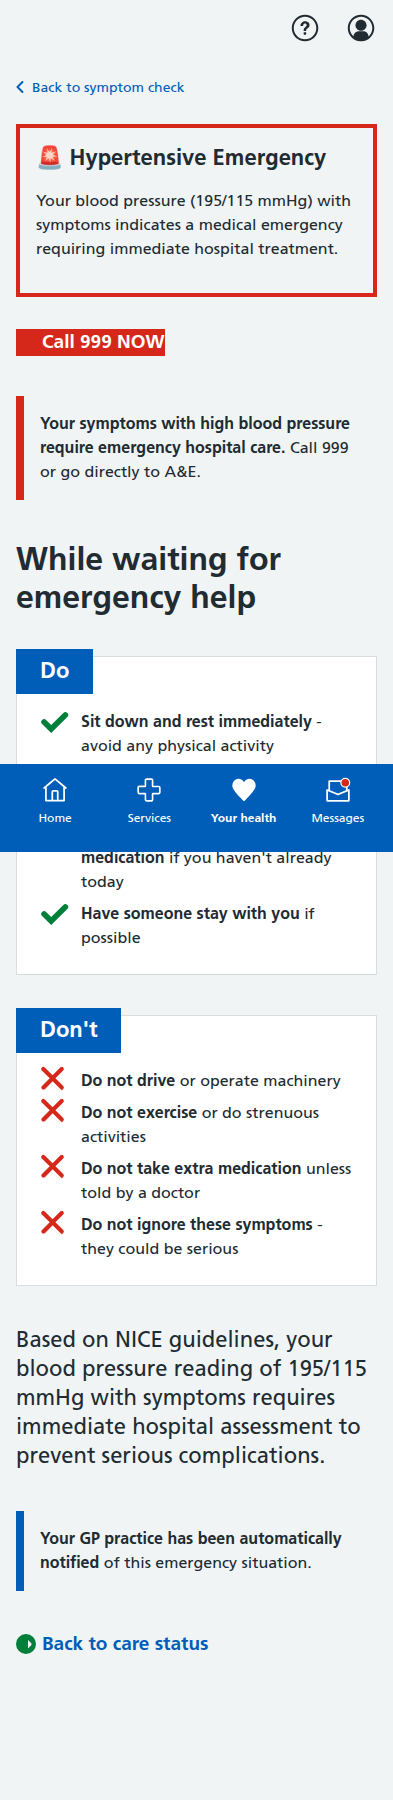 Back to symptom check
Hypertensive Emergency
Your blood pressure (195/115 mmHg) with
symptoms indicates a medical emergency
requiring immediate hospital treatment.
Call 999 NOW
Your symptoms with high blood pressure
require emergency hospital care. Call 999
or go directly to A&E.
While waiting for
emergency help
Do
Sit down and rest immediately -
avoid any physical activity
Home
Services
Your health
Messages
medication if you haven't already
today
Have someone stay with you if
possible
Don't
Do not drive or operate machinery
Do not exercise or do strenuous
activities
Do not take extra medication unless
told by a doctor
Do not ignore these symptoms -
they could be serious
Based on NICE guidelines, your
blood pressure reading of 195/115
mmHg with symptoms requires
immediate hospital assessment to
prevent serious complications.
Your GP practice has been automatically
notified of this emergency situation.
Back to care status